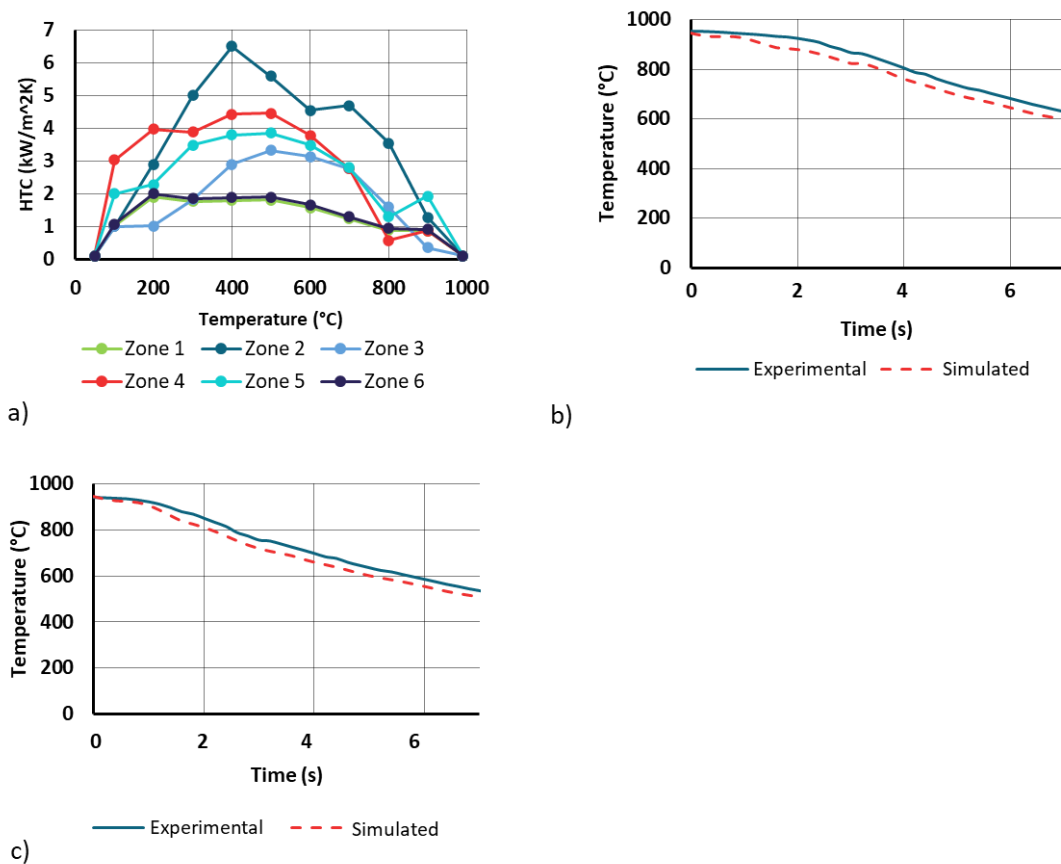 7
6
5
4
3
2
1
0
HTC (kW/m^2K)
0 200 400 600 800 1000
Temperature (°C)
Zone 1 Zone 2 Zone 3
Zone 4 Zone 5 Zone 6
a)
1000
800
600
400
200
0
Temperature (°C)
0 2 4 6
Time (s)
Experimental Simulated
b)
1000
800
600
400
200
0
Temperature (°C)
0 2 4 6
Time (s)
Experimental Simulated
c)